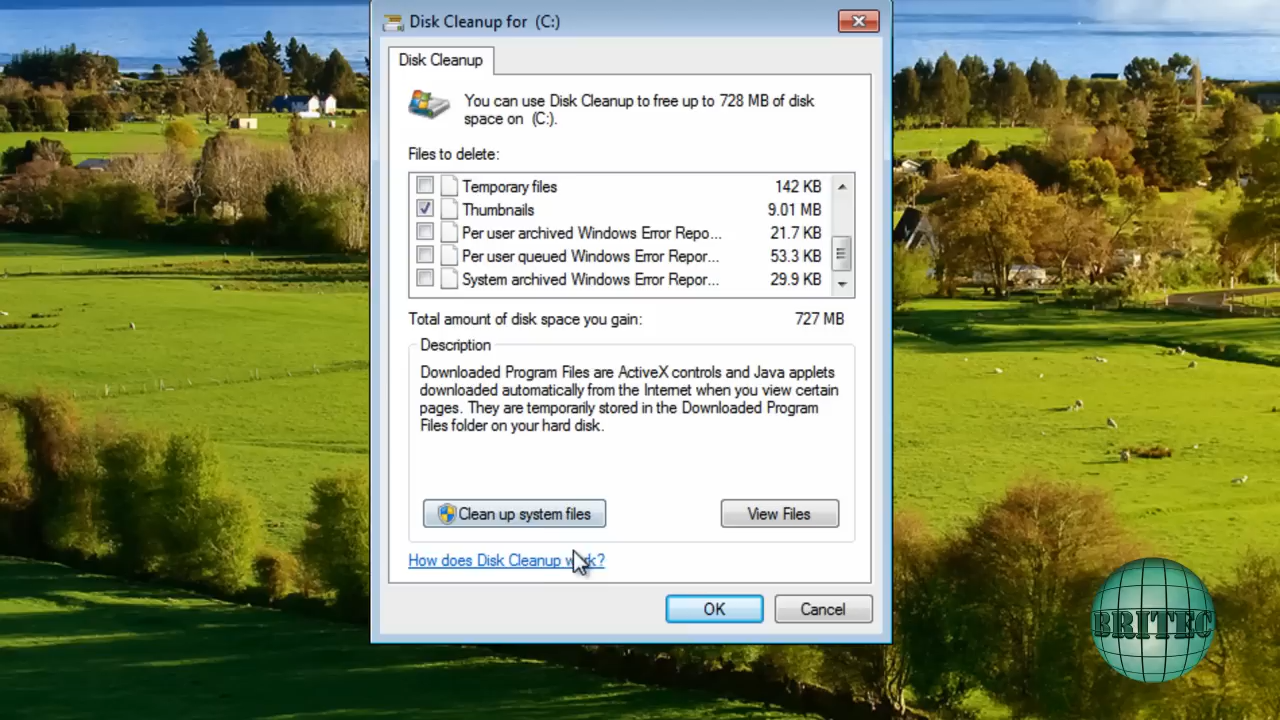 Disk Cleanup for (C:)
Disk Cleanup
You can use Disk Cleanup to free up to 728 MB of disk
space on (C:).
Files to delete:
Temporary files 142 KB
Thumbnails 9.01 MB
Per user archived Windows Error Repo... 21.7 KB
Per user queued Windows Error Repor... 53.3 KB
System archived Windows Error Repor... 29.9 KB
Total amount of disk space you gain: 727 MB
Description
Downloaded Program Files are ActiveX controls and Java applets
downloaded automatically from the Internet when you view certain
pages. They are temporarily stored in the Downloaded Program
Files folder on your hard disk.
Clean up system files
View Files
How does Disk Cleanup work?
OK
Cancel
BRITEC